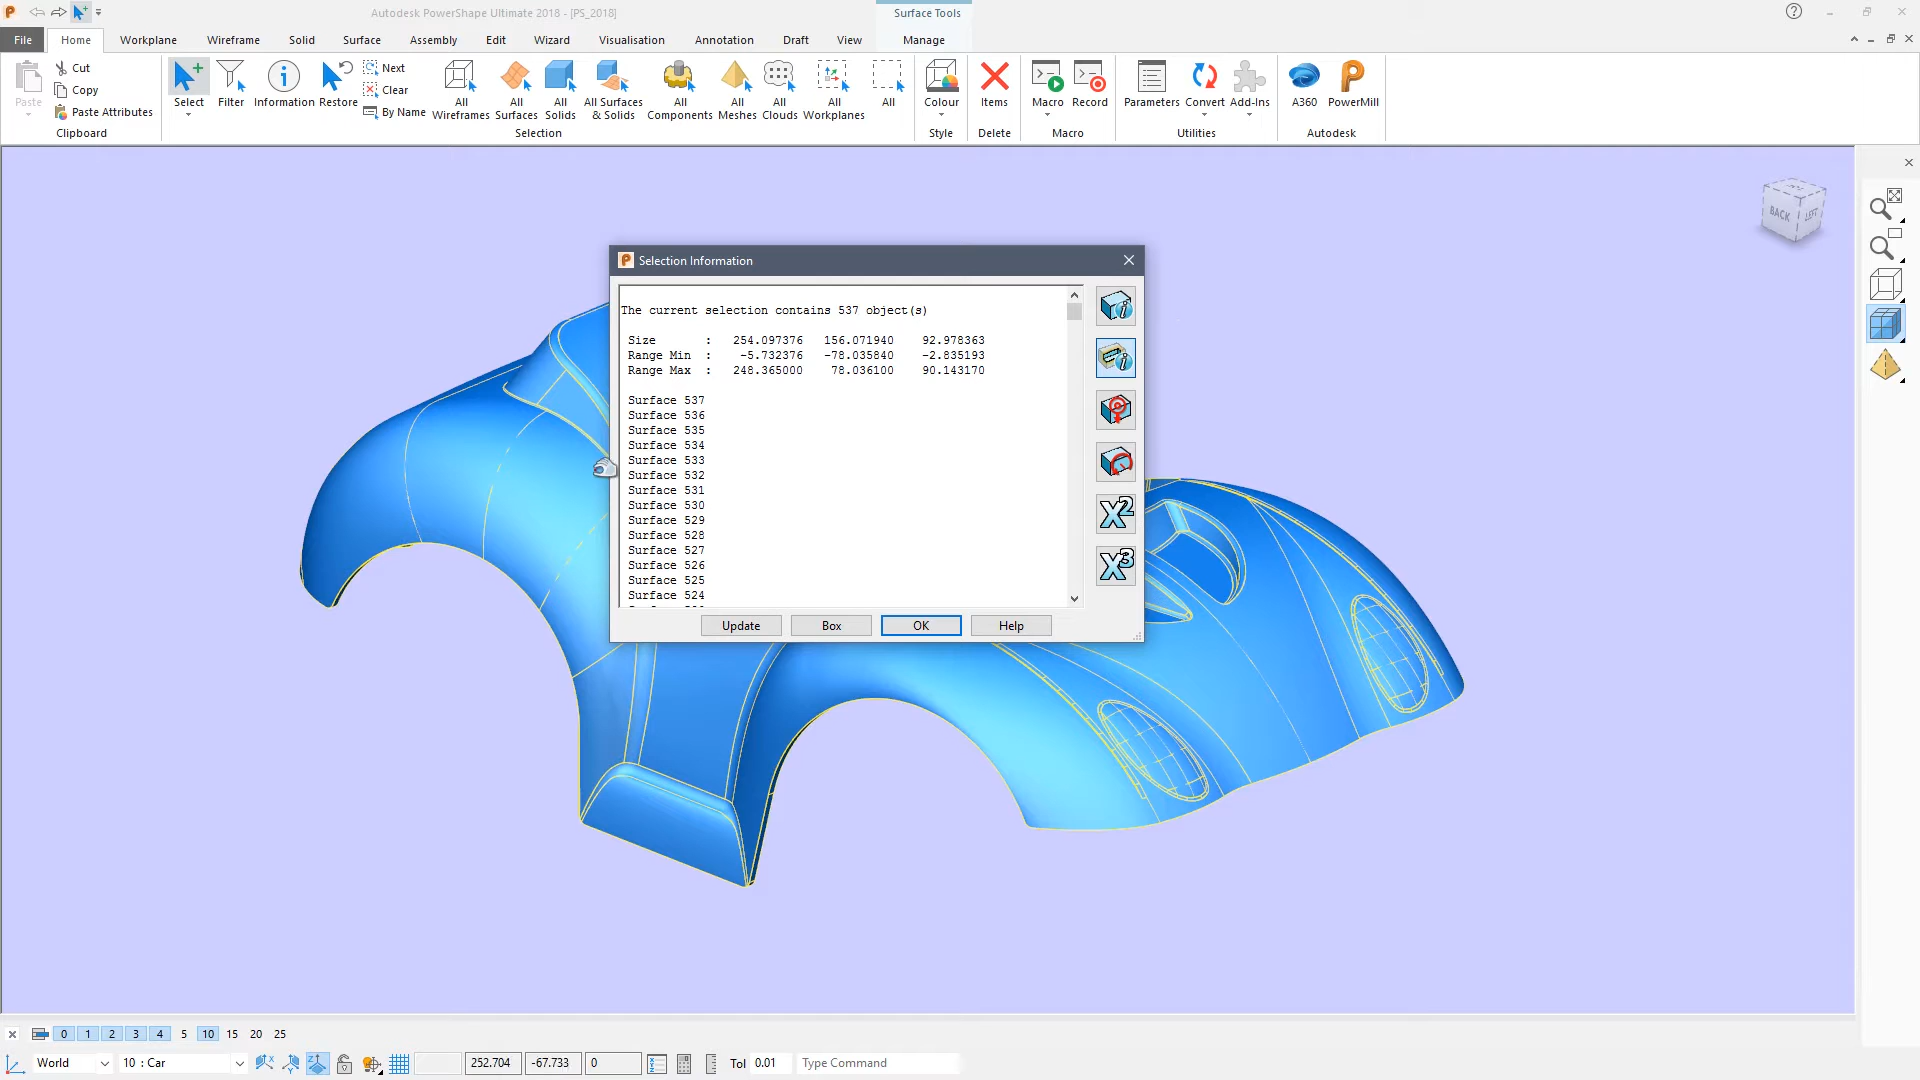 Autodesk PowerShape Ultimate 2018 - [PS_2018]
Surface Tools
File Home Workplane Wireframe Solid Surface Assembly Edit Wizard Visualisation Annotation Draft View Manage
Paste
Cut
Copy
Paste Attributes
Clipboard
Select
Filter
Information
Restore
Next
Clear
By Name
All Wireframes
All Surfaces
All Solids
All Surfaces & Solids
All Components
All Meshes
All Clouds
All Workplanes
All
Selection
Colour
Style
Items
Delete
Macro
Record
Macro
Parameters
Convert
Add-Ins
Utilities
A360
PowerMill
Autodesk
BACK
LEFT
Selection Information
The current selection contains 537 object(s)
Size : 254.097376 156.071940 92.978363
Range Min : -5.732376 -78.035840 -2.835193
Range Max : 248.365000 78.036100 90.143170
Surface 537
Surface 536
Surface 535
Surface 534
Surface 533
Surface 532
Surface 531
Surface 530
Surface 529
Surface 528
Surface 527
Surface 526
Surface 525
Surface 524
X2
X3
Update Box OK Help
0 1 2 3 4 5 10 15 20 25
World 10 : Car 252.704 -67.733 0 Tol 0.01 Type Command